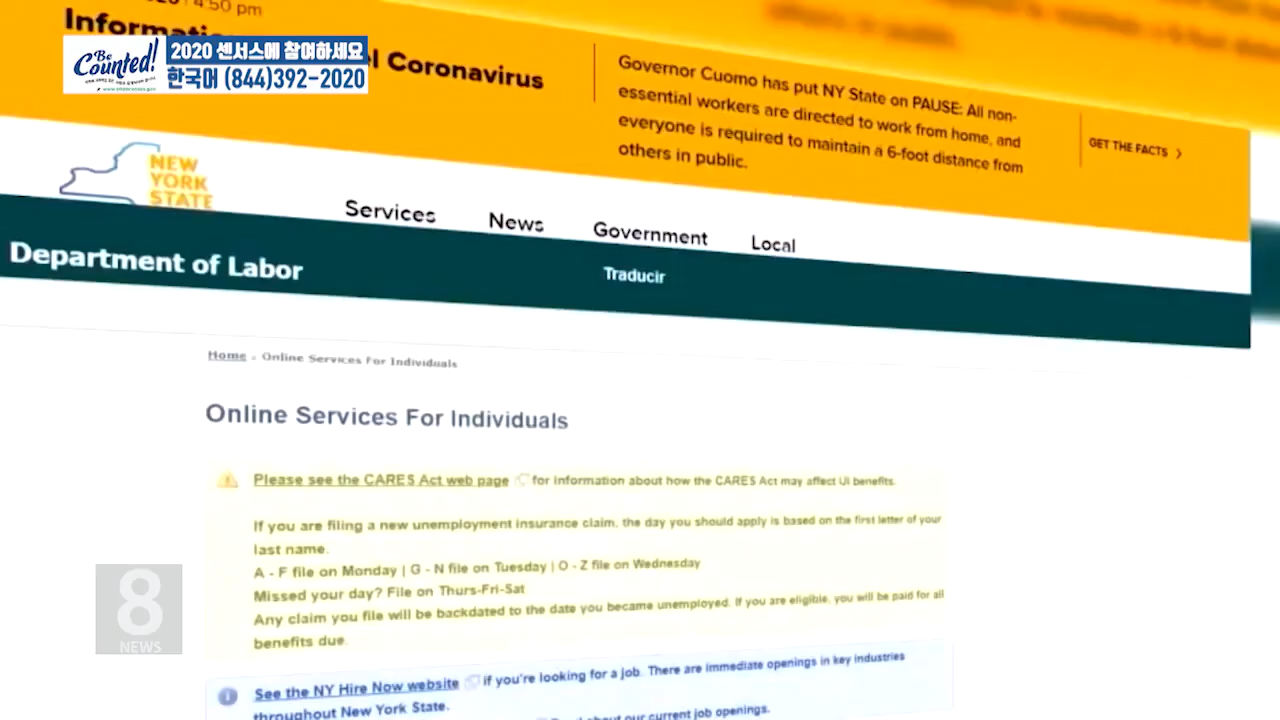 4:50 pm
Be Counted!
2020 센서스에 참여하세요
한국어 (844)392-2020
Coronavirus
Governor Cuomo has put NY State on PAUSE: All non-
essential workers are directed to work from home, and
everyone is required to maintain a 6-foot distance from
others in public.
GET THE FACTS >
NEW
YORK
STATE
Services News Government Local
Department of Labor
Traducir
Home » Online Services For Individuals
Online Services For Individuals
Please see the CARES Act web page for information about how the CARES Act may affect UI benefits.
If you are filing a new unemployment insurance claim, the day you should apply is based on the first letter of your
last name.
A - F file on Monday | G - N file on Tuesday | O - Z file on Wednesday
Missed your day? File on Thurs-Fri-Sat
Any claim you file will be backdated to the date you became unemployed. If you are eligible, you will be paid for all
benefits due.
See the NY Hire Now website if you're looking for a job. There are immediate openings in key industries
throughout New York State.
about our current job openings.
8
NEWS